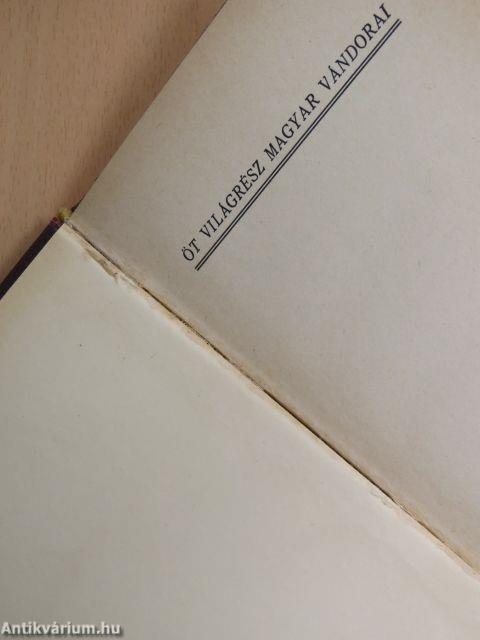 ÖT VILÁGRÉSZ MAGYAR VÁNDORAI
Antikvárium.hu